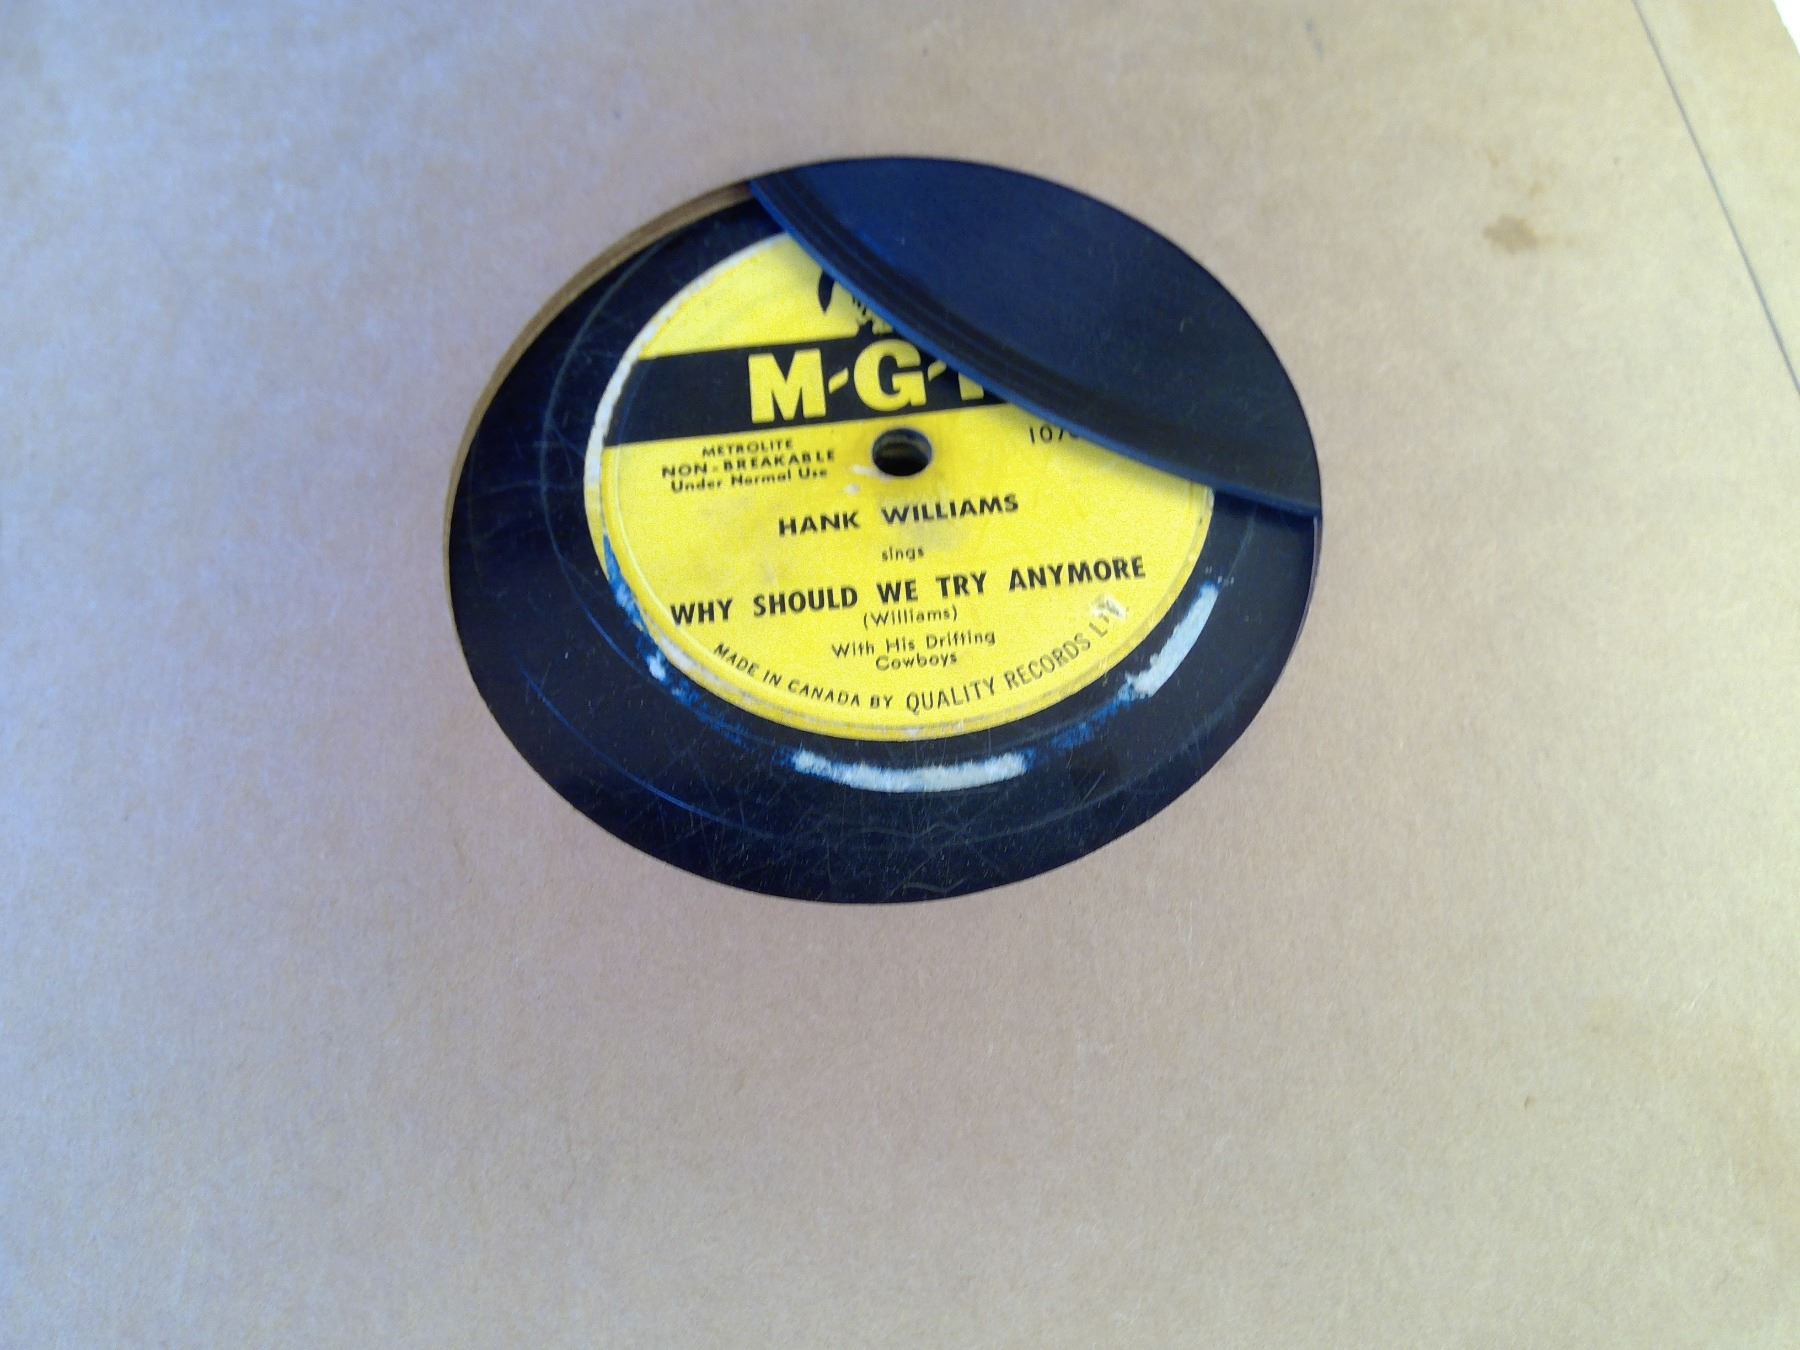 M-G-
METROLITE
NON-BREAKABLE
Under Normal Use
HANK WILLIAMS
sings
WHY SHOULD WE TRY ANYMORE
(Williams)
With His Drifting
Cowboys
MADE IN CANADA BY QUALITY RECORDS